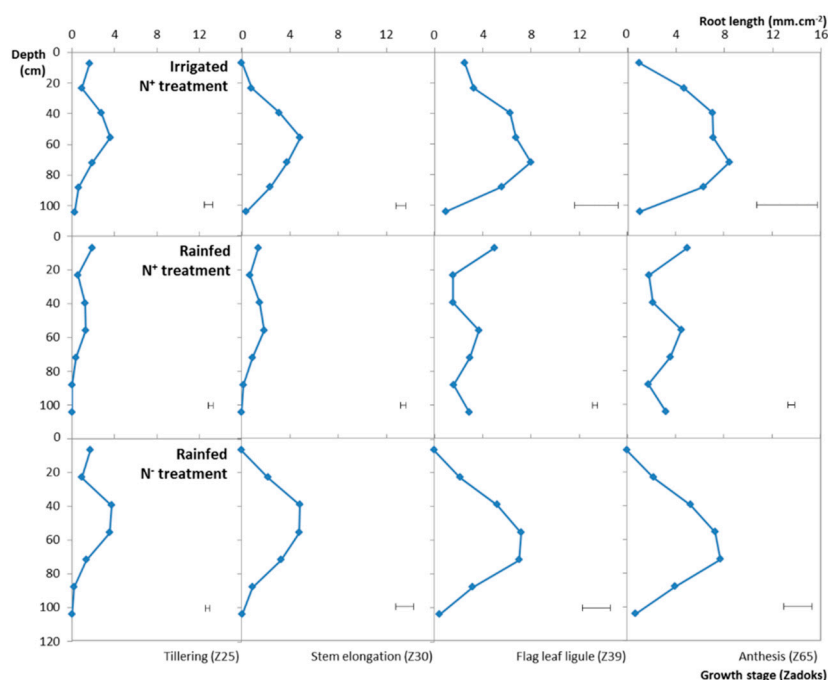 Root length (mm.cm-2)
0 4 8 12 0 4 8 12 0 4 8 12 0 4 8 12 16
Depth
(cm)
0
20
40
60
80
100
0
20
40
60
80
100
0
20
40
60
80
100
120
Irrigated
N+ treatment
Rainfed
N+ treatment
Rainfed
N- treatment
Tillering (Z25) Stem elongation (Z30) Flag leaf ligule (Z39) Anthesis (Z65)
Growth stage (Zadoks)